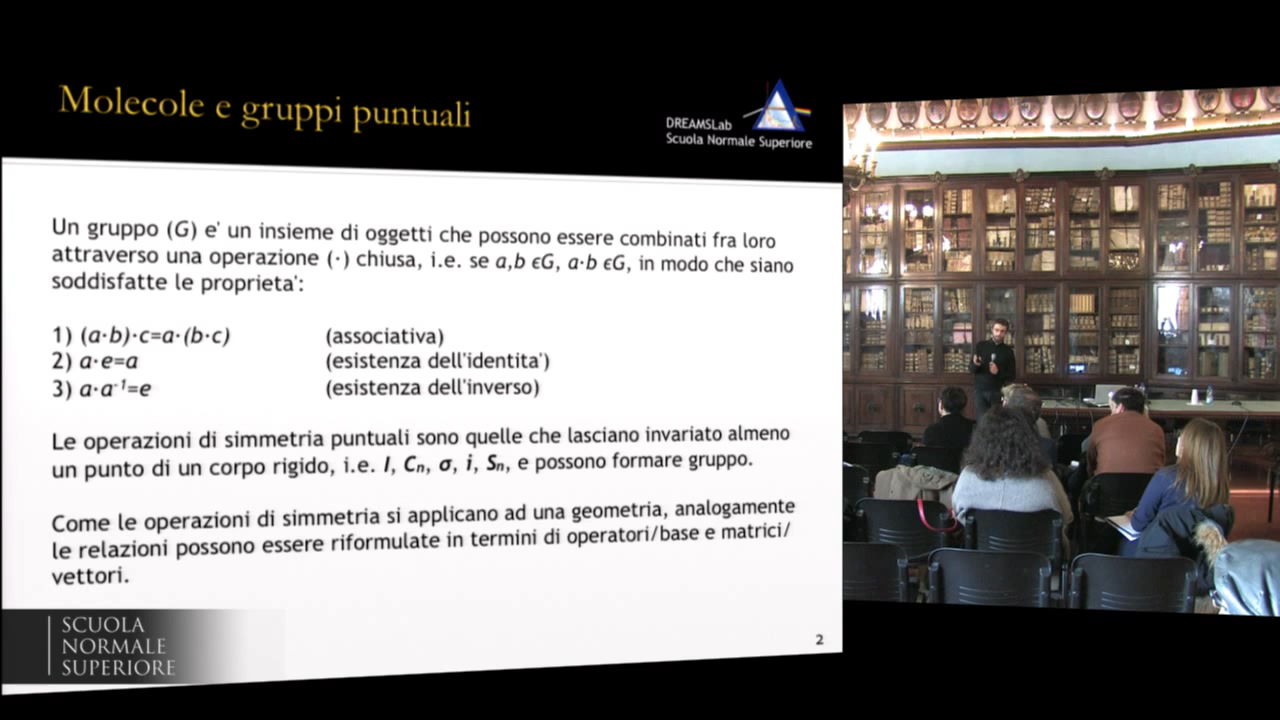 Molecole e gruppi puntuali
DREAMSLab
Scuola Normale Superiore
Un gruppo (G) e' un insieme di oggetti che possono essere combinati fra loro
attraverso una operazione (·) chiusa, i.e. se a,b ϵG, a·b ϵG, in modo che siano
soddisfatte le proprieta':
1) (a·b)·c=a·(b·c) (associativa)
2) a·e=a (esistenza dell'identita')
3) a·a⁻¹=e (esistenza dell'inverso)
Le operazioni di simmetria puntuali sono quelle che lasciano invariato almeno
un punto di un corpo rigido, i.e. I, Cₙ, σ, i, Sₙ, e possono formare gruppo.
Come le operazioni di simmetria si applicano ad una geometria, analogamente
le relazioni possono essere riformulate in termini di operatori/base e matrici/
vettori.
2
SCUOLA
NORMALE
SUPERIORE